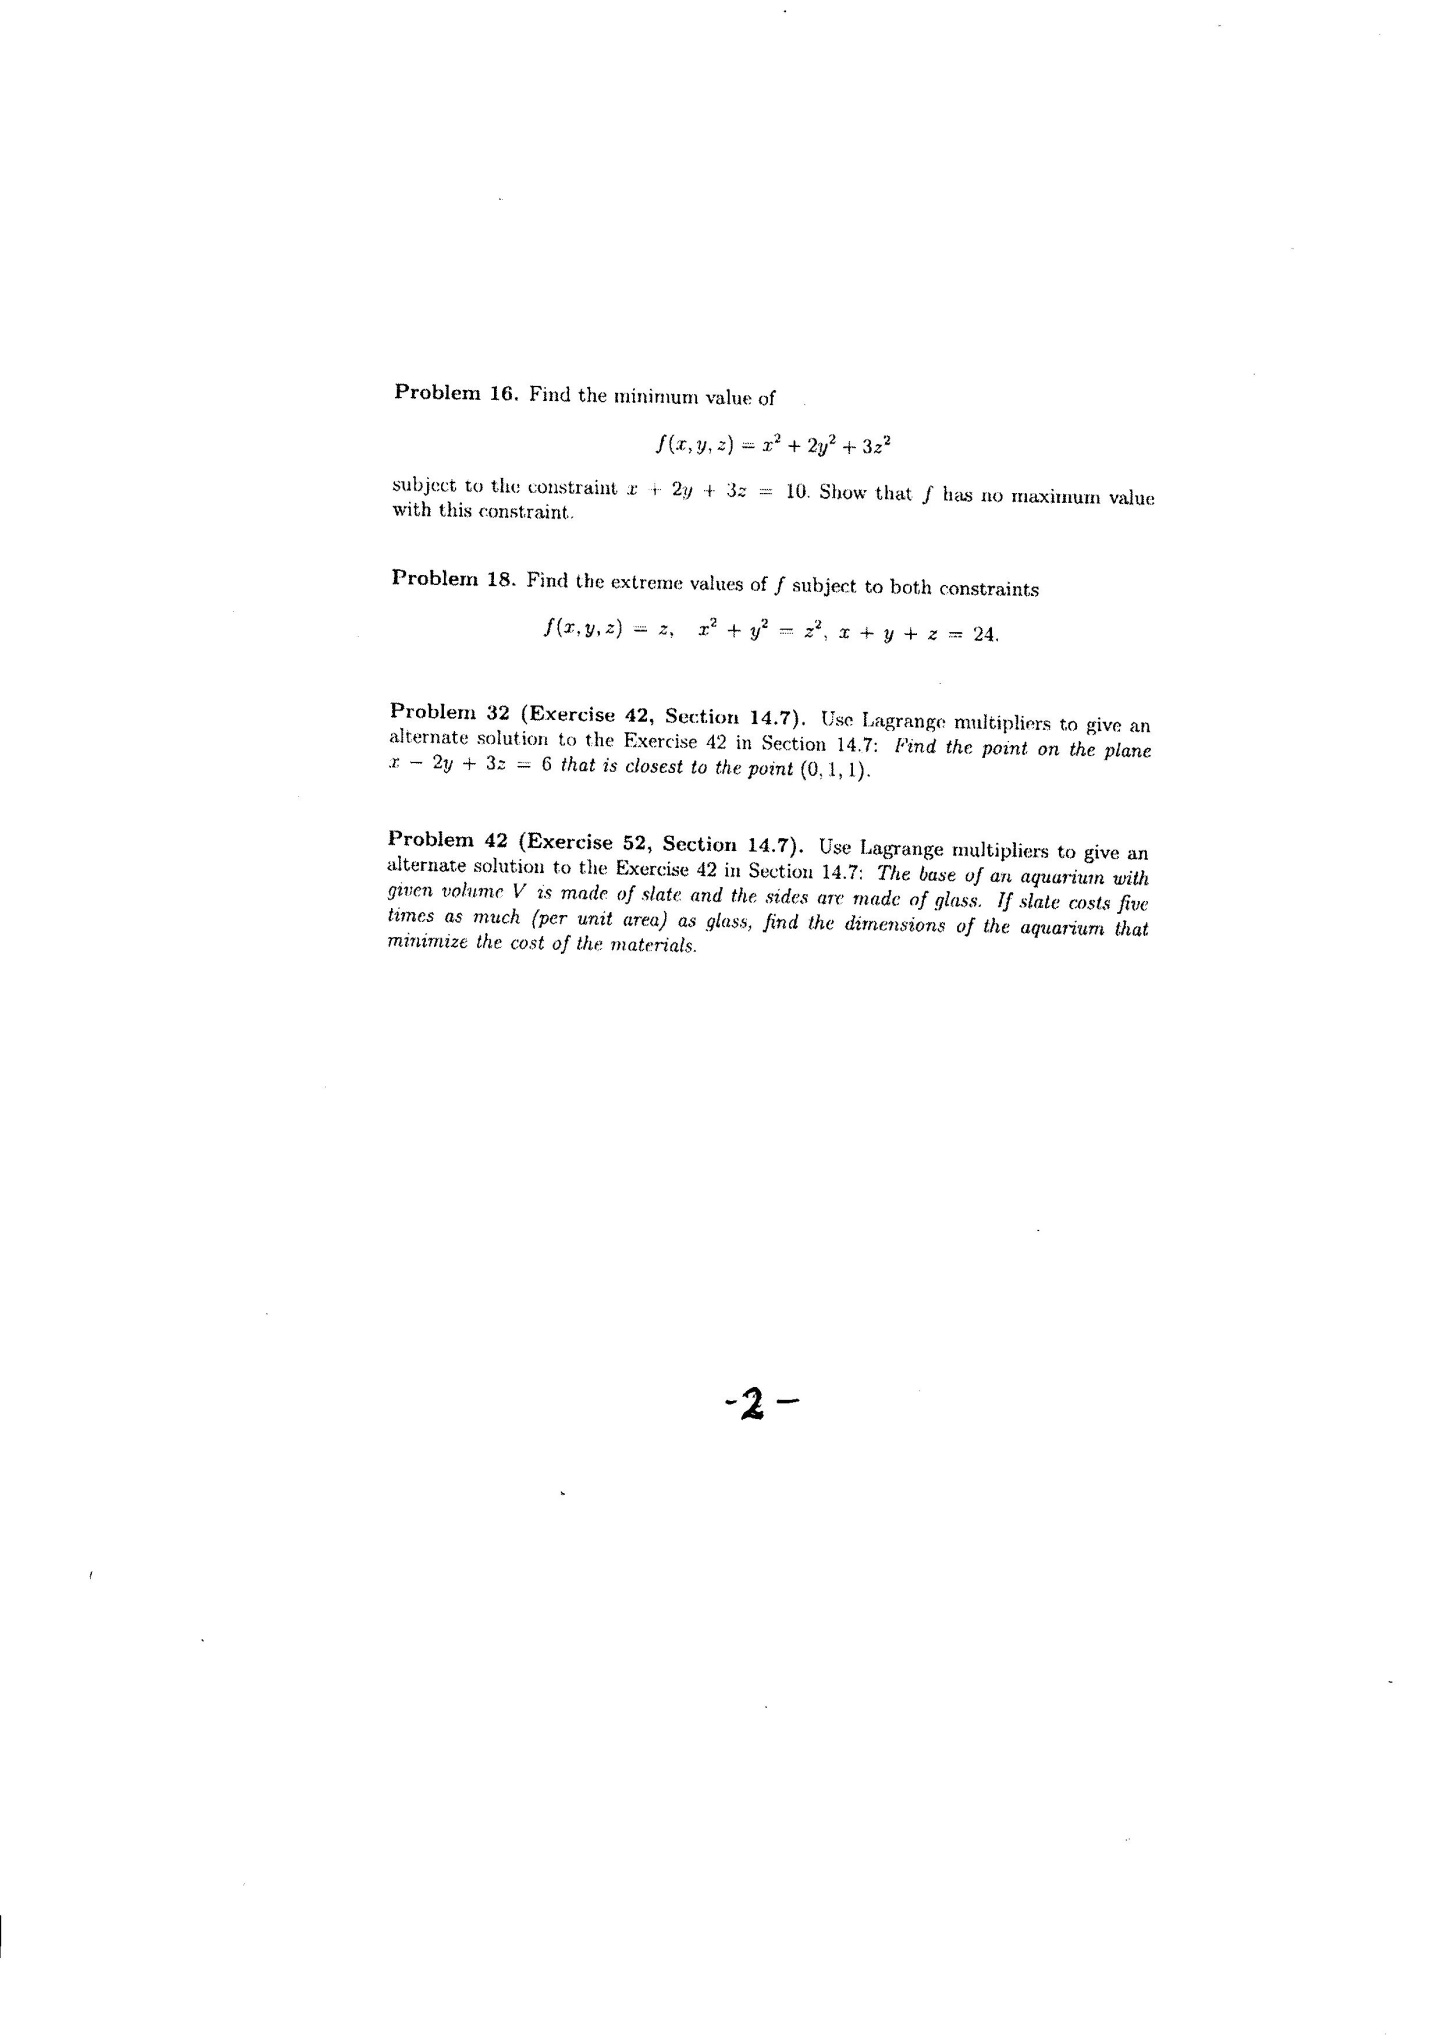 Problem 16. Find the minimum value of
f(x, y, z) = x² + 2y² + 3z²
subject to the constraint x + 2y + 3z = 10. Show that f has no maximum value
with this constraint.
Problem 18. Find the extreme values of f subject to both constraints
f(x, y, z) = z, x² + y² = z², x + y + z = 24.
Problem 32 (Exercise 42, Section 14.7). Use Lagrange multipliers to give an
alternate solution to the Exercise 42 in Section 14.7: Find the point on the plane
x − 2y + 3z = 6 that is closest to the point (0, 1, 1).
Problem 42 (Exercise 52, Section 14.7). Use Lagrange multipliers to give an
alternate solution to the Exercise 42 in Section 14.7: The base of an aquarium with
given volume V is made of slate and the sides are made of glass. If slate costs five
times as much (per unit area) as glass, find the dimensions of the aquarium that
minimize the cost of the materials.
-2-